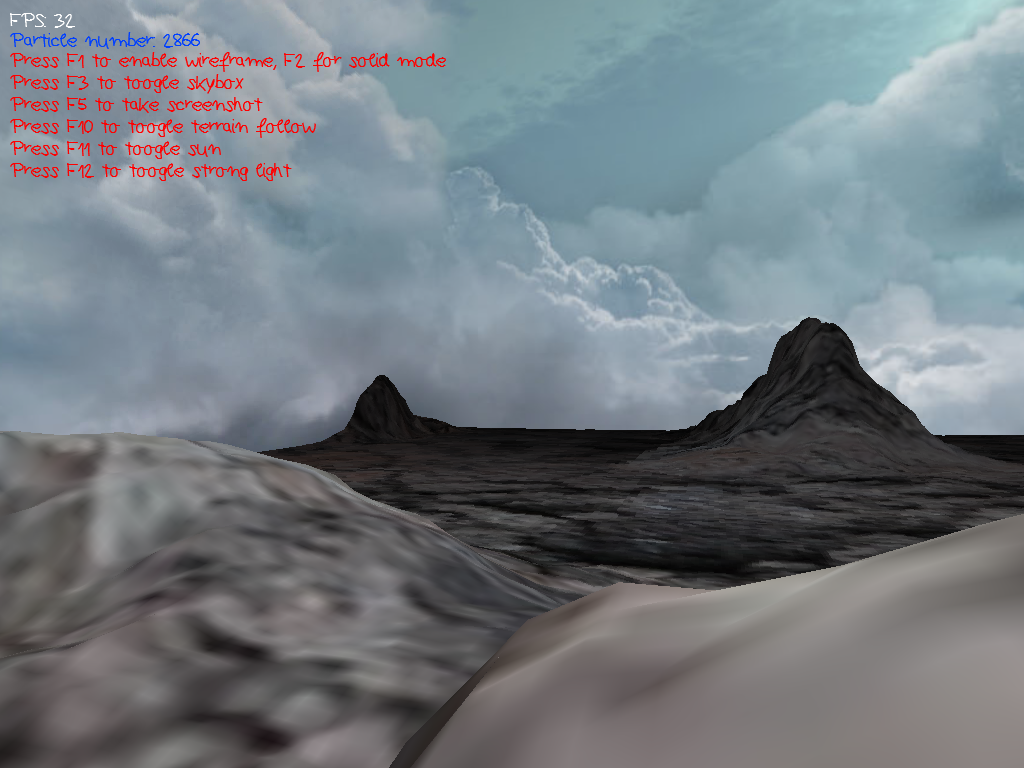 FPS: 32
Particle number: 2866
Press F1 to enable wireframe, F2 for solid mode
Press F3 to toogle skybox
Press F5 to take screenshot
Press F10 to toogle terrain follow
Press F11 to toogle sun
Press F12 to toogle strong light